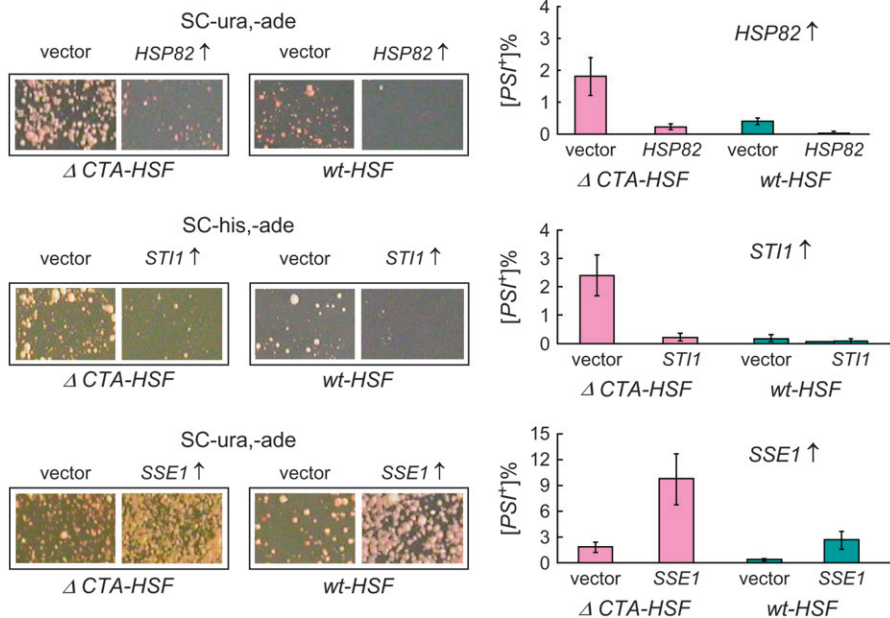 SC-ura,-ade
vector HSP82↑ vector HSP82↑
Δ CTA-HSF wt-HSF
[PSI⁺]%
4
3
2
1
0
HSP82↑
vector HSP82 vector HSP82
Δ CTA-HSF wt-HSF
SC-his,-ade
vector STI1↑ vector STI1↑
Δ CTA-HSF wt-HSF
[PSI⁺]%
4
3
2
1
0
STI1↑
vector STI1 vector STI1
Δ CTA-HSF wt-HSF
SC-ura,-ade
vector SSE1↑ vector SSE1↑
Δ CTA-HSF wt-HSF
[PSI⁺]%
15
12
9
6
3
0
SSE1↑
vector SSE1 vector SSE1
Δ CTA-HSF wt-HSF